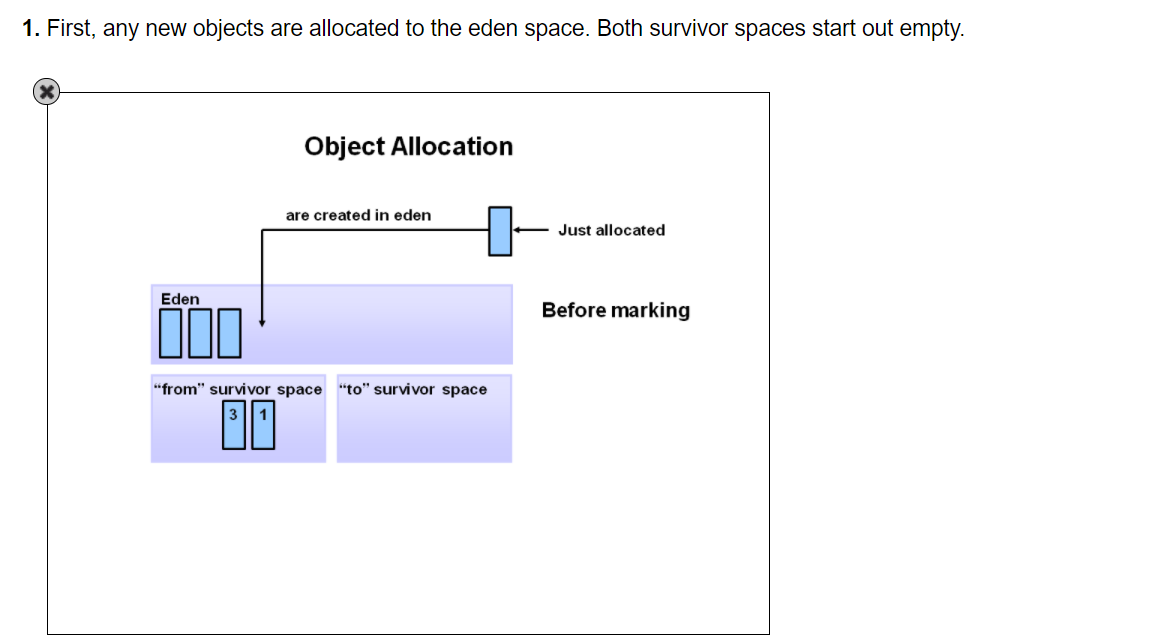 1. First, any new objects are allocated to the eden space. Both survivor spaces start out empty.
Object Allocation
are created in eden
Just allocated
Eden
Before marking
“from” survivor space
“to” survivor space
3
1